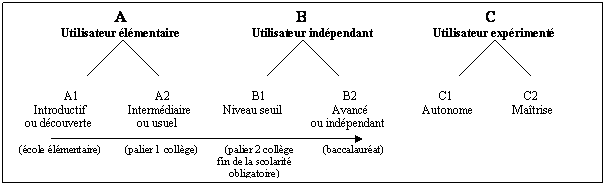 A B C
Utilisateur élémentaire Utilisateur indépendant Utilisateur expérimenté
A1 A2 B1 B2 C1 C2
Introductif Intermédiaire Niveau seuil Avancé Autonome Maîtrise
ou découverte ou usuel ou indépendant
(école élémentaire) (palier 1 collège) (palier 2 collège (baccalauréat)
fin de la scolarité
obligatoire)